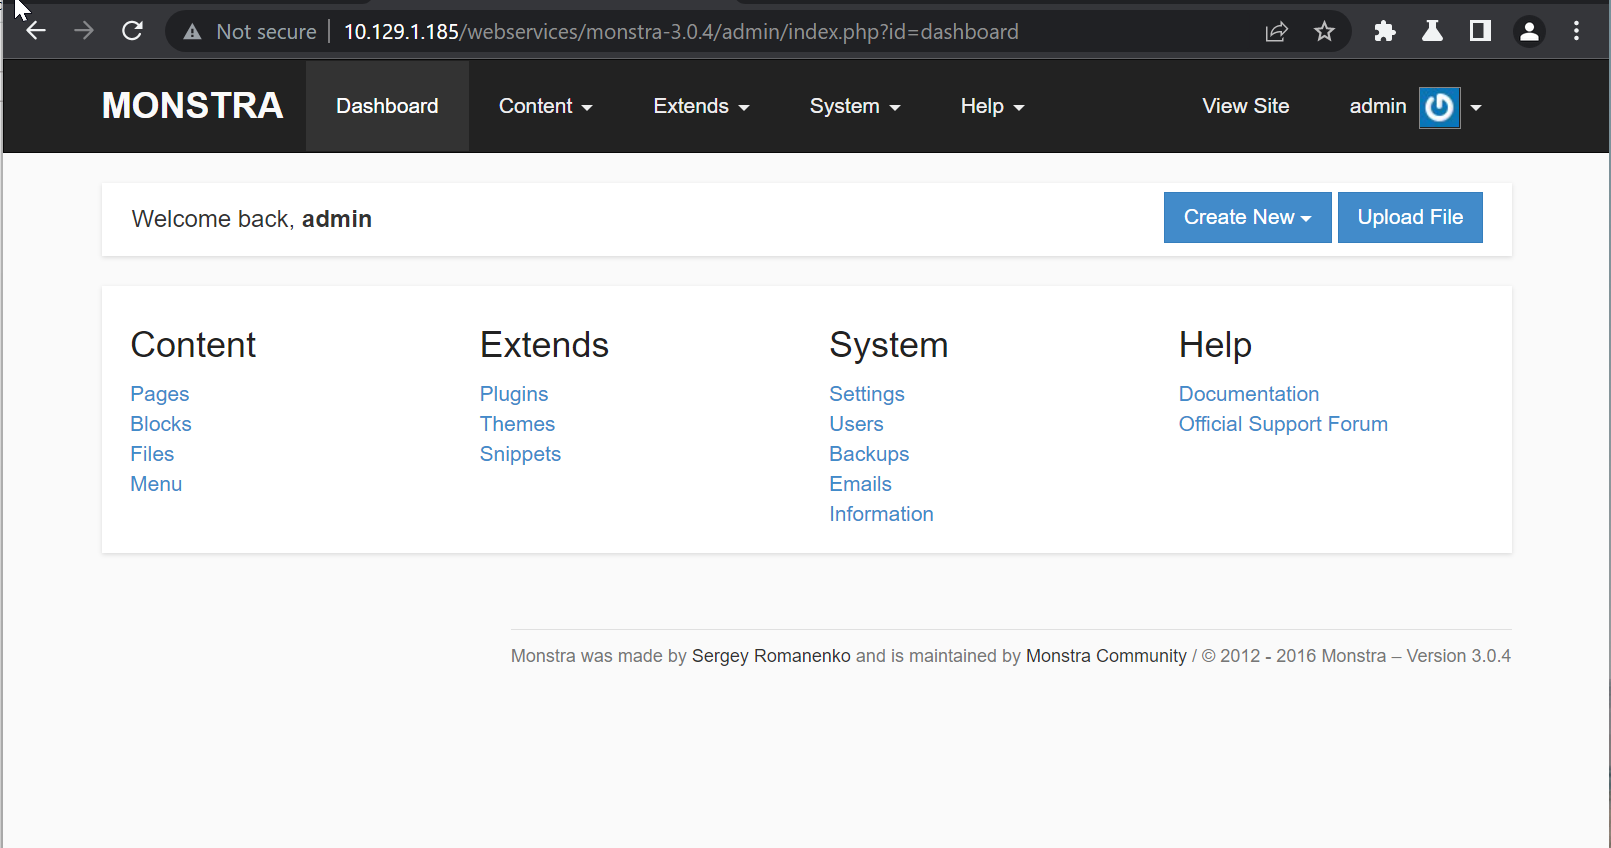 Not secure | 10.129.1.185/webservices/monstra-3.0.4/admin/index.php?id=dashboard
MONSTRA Dashboard Content Extends System Help View Site admin
Welcome back, admin Create New Upload File
Content
Pages
Blocks
Files
Menu
Extends
Plugins
Themes
Snippets
System
Settings
Users
Backups
Emails
Information
Help
Documentation
Official Support Forum
Monstra was made by Sergey Romanenko and is maintained by Monstra Community / © 2012 - 2016 Monstra – Version 3.0.4